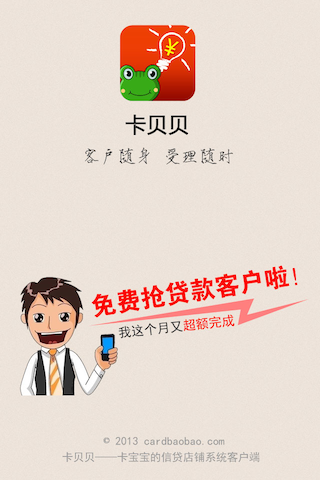 ¥
卡贝贝
客户随身 受理随时
免费抢贷款客户啦！
我这个月又超额完成
© 2013 cardbaobao.com
卡贝贝——卡宝宝的信贷店铺系统客户端